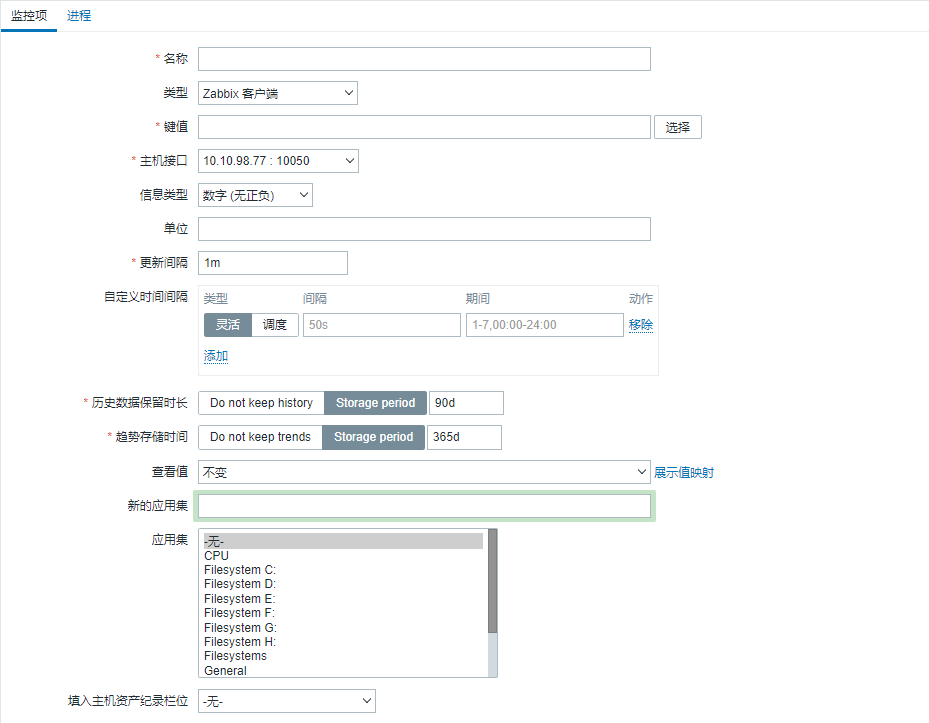 监控项 进程
* 名称
类型 Zabbix 客户端
* 键值 选择
* 主机接口 10.10.98.77 : 10050
信息类型 数字 (无正负)
单位
* 更新间隔 1m
自定义时间间隔 类型 间隔 期间 动作
灵活 调度 50s 1-7,00:00-24:00 移除
添加
* 历史数据保留时长 Do not keep history Storage period 90d
* 趋势存储时间 Do not keep trends Storage period 365d
查看值 不变 展示值映射
新的应用集
应用集 -无-
CPU
Filesystem C:
Filesystem D:
Filesystem E:
Filesystem F:
Filesystem G:
Filesystem H:
Filesystems
General
填入主机资产纪录栏位 -无-